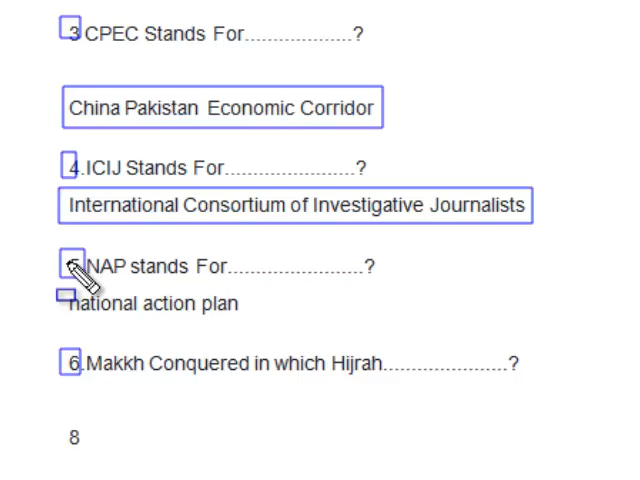 3 CPEC Stands For...................?
China Pakistan Economic Corridor
4.ICIJ Stands For.......................?
International Consortium of Investigative Journalists
5.NAP stands For........................?
national action plan
6.Makkh Conquered in which Hijrah......................?
8